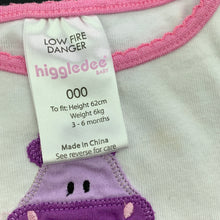 LOW FIRE
DANGER
higgledee
BABY
000
To fit: Height 62cm
Weight 6kg
3 - 6 months
Made in China
See reverse for care